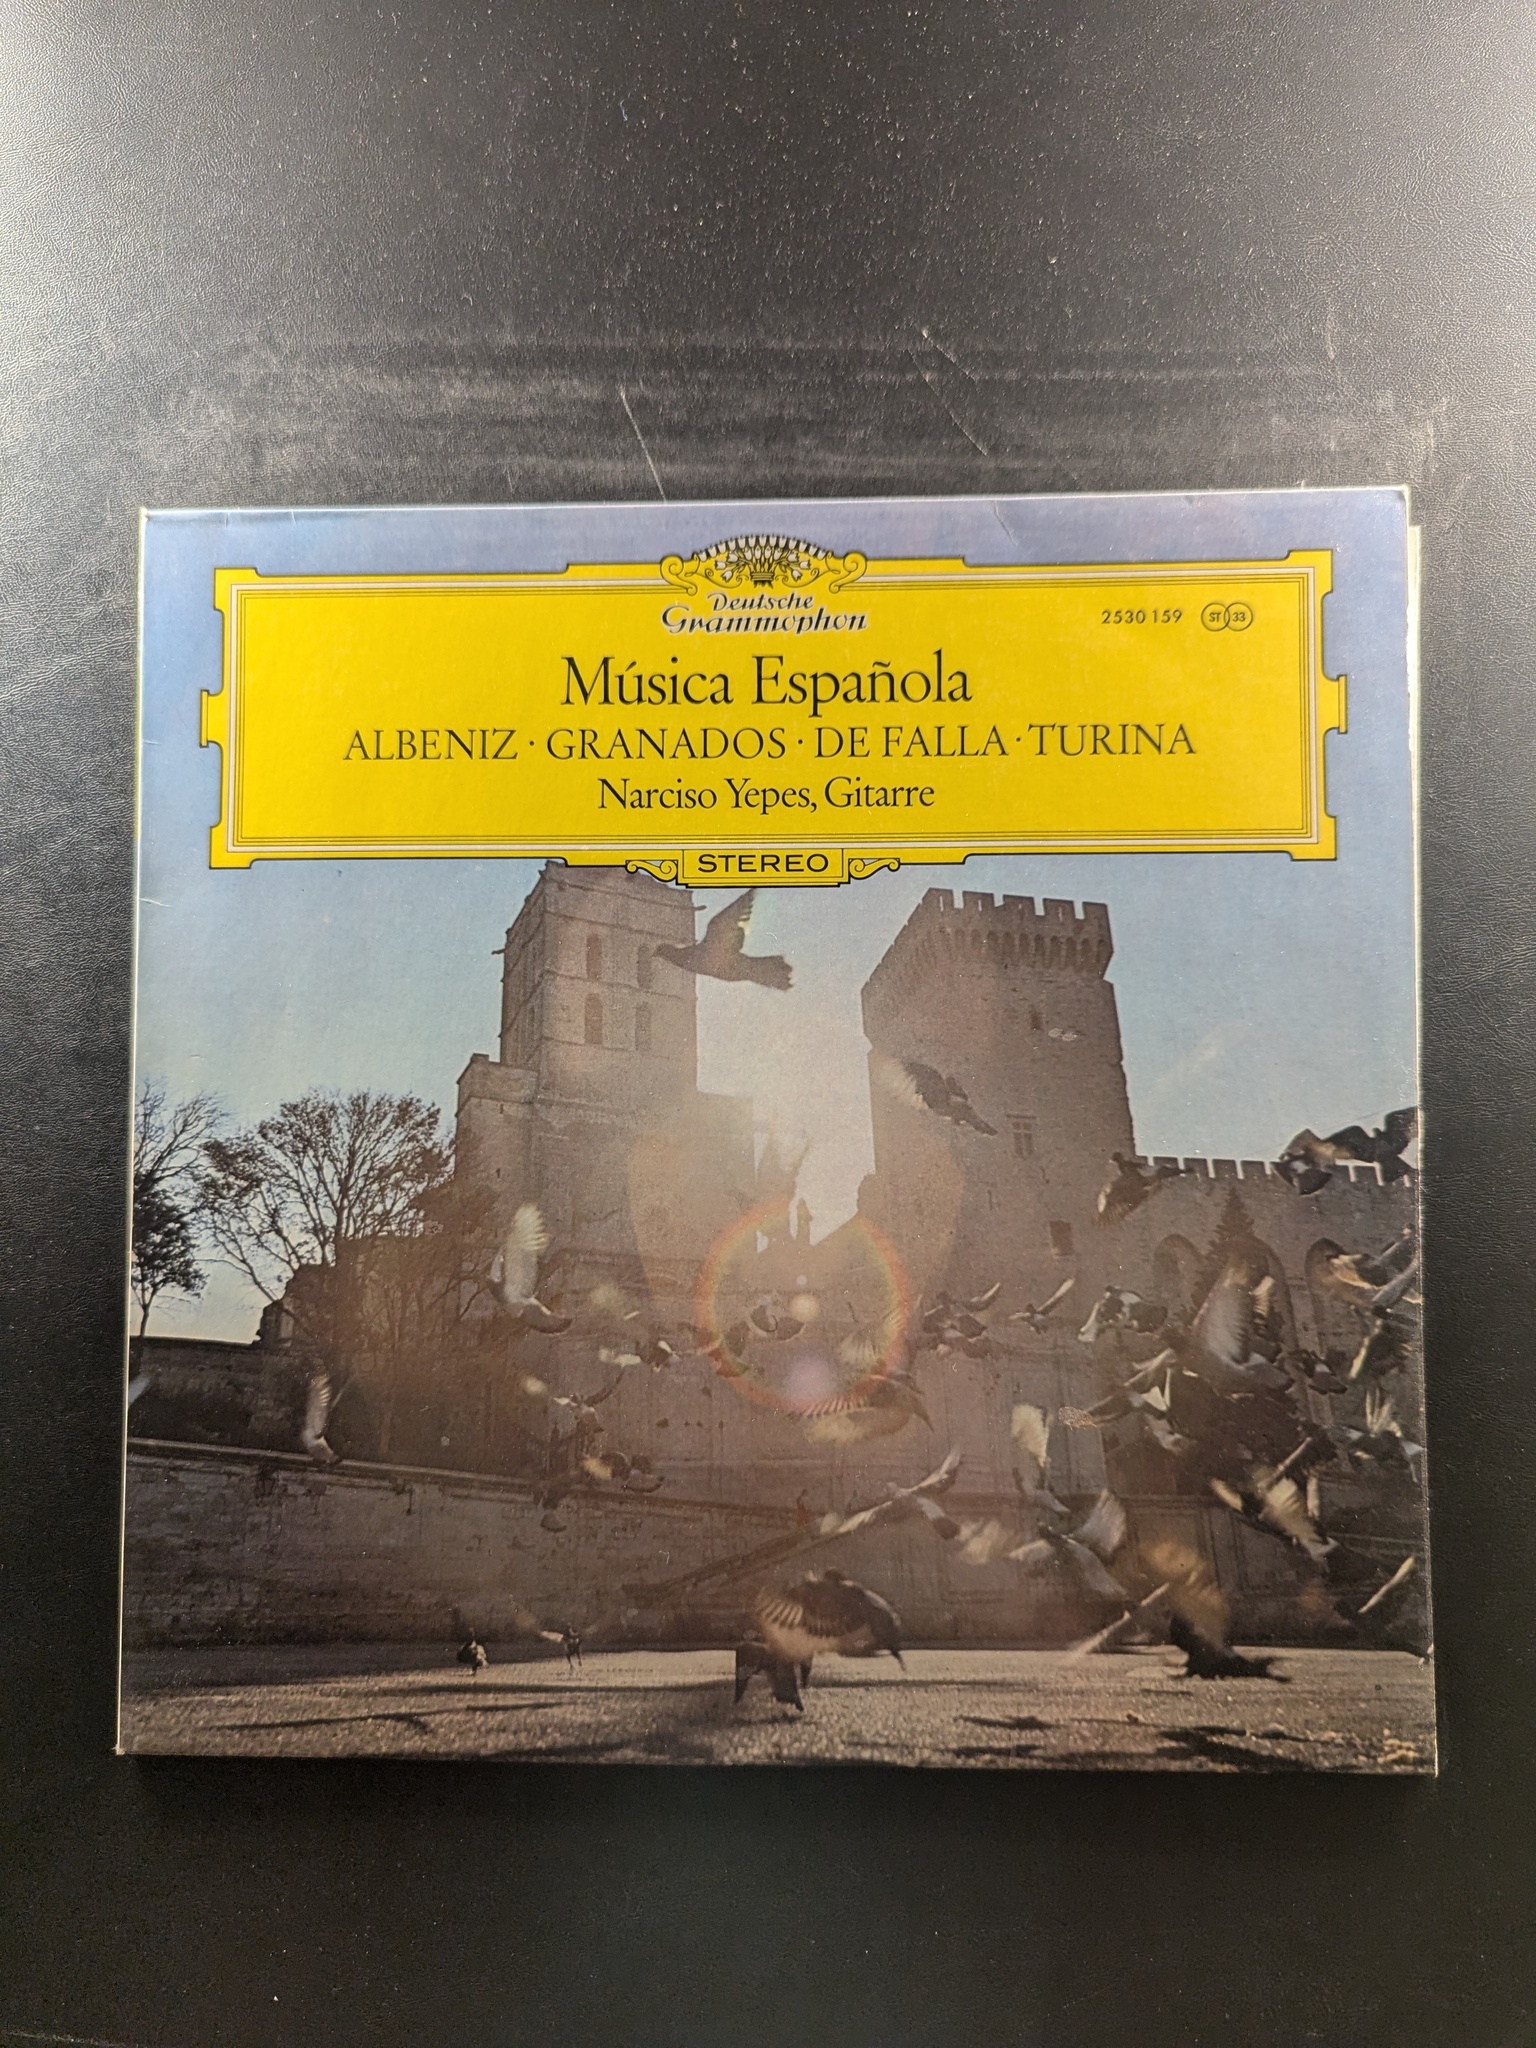 Deutsche
Grammophon
2530 159 ST 33
Música Española
ALBENIZ · GRANADOS · DE FALLA · TURINA
Narciso Yepes, Gitarre
STEREO